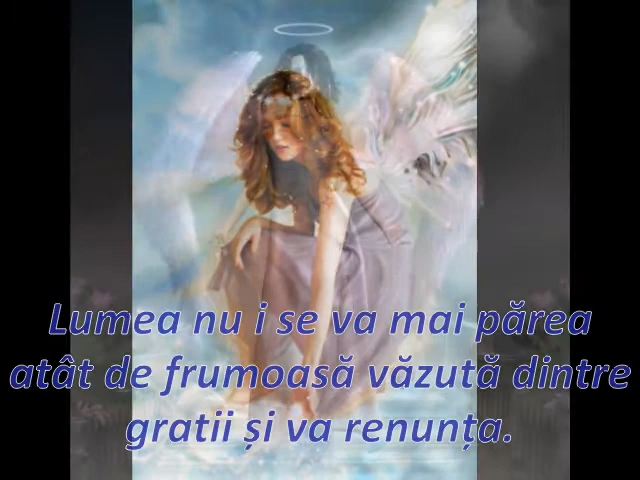 Lumea nu i se va mai părea
atât de frumoasă văzută dintre
gratii și va renunța.